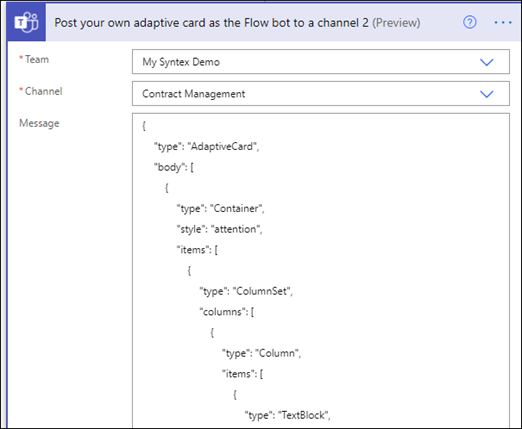 Post your own adaptive card as the Flow bot to a channel 2 (Preview)
* Team My Syntex Demo
* Channel Contract Management
Message {
"type": "AdaptiveCard",
"body": [
{
"type": "Container",
"style": "attention",
"items": [
{
"type": "ColumnSet",
"columns": [
{
"type": "Column",
"items": [
{
"type": "TextBlock",